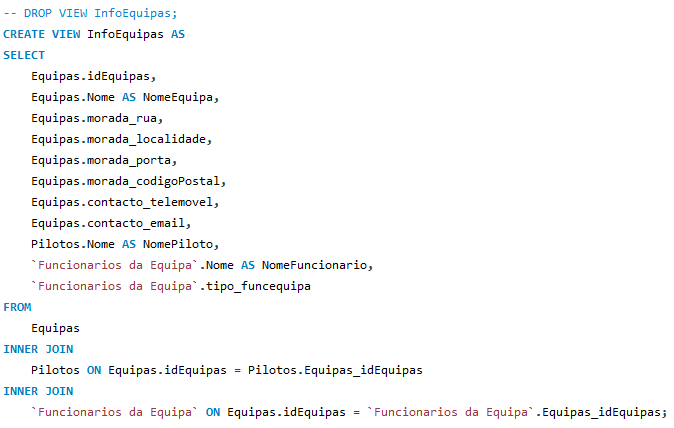 -- DROP VIEW InfoEquipas;
CREATE VIEW InfoEquipas AS
SELECT
    Equipas.idEquipas,
    Equipas.Nome AS NomeEquipa,
    Equipas.morada_rua,
    Equipas.morada_localidade,
    Equipas.morada_porta,
    Equipas.morada_codigoPostal,
    Equipas.contacto_telemovel,
    Equipas.contacto_email,
    Pilotos.Nome AS NomePiloto,
    `Funcionarios da Equipa`.Nome AS NomeFuncionario,
    `Funcionarios da Equipa`.tipo_funcequipa
FROM
    Equipas
INNER JOIN
    Pilotos ON Equipas.idEquipas = Pilotos.Equipas_idEquipas
INNER JOIN
    `Funcionarios da Equipa` ON Equipas.idEquipas = `Funcionarios da Equipa`.Equipas_idEquipas;